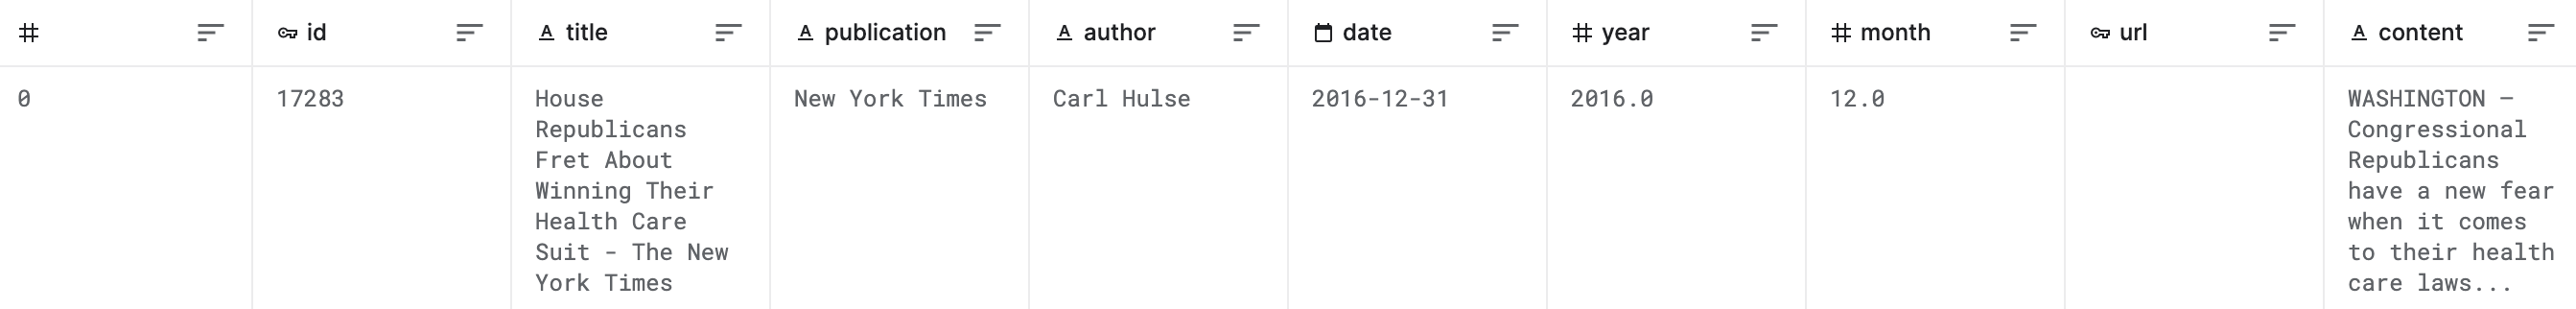 # id title publication author date # year # month url content
0 17283 House New York Times Carl Hulse 2016-12-31 2016.0 12.0 WASHINGTON —
Republicans Congressional
Fret About Republicans
Winning Their have a new fear
Health Care when it comes
Suit - The New to their health
York Times care laws...